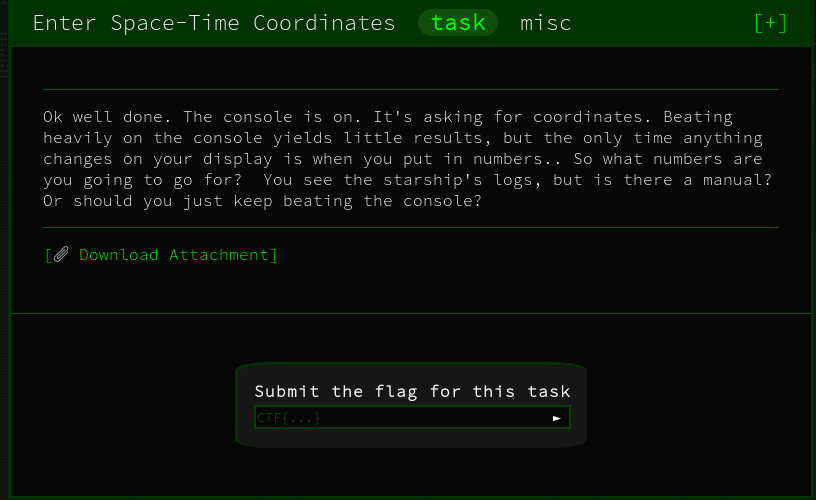 Enter Space-Time Coordinates task misc [+]
Ok well done. The console is on. It's asking for coordinates. Beating
heavily on the console yields little results, but the only time anything
changes on your display is when you put in numbers.. So what numbers are
you going to go for?  You see the starship's logs, but is there a manual?
Or should you just keep beating the console?
[📎 Download Attachment]
Submit the flag for this task
CTF{...} ►